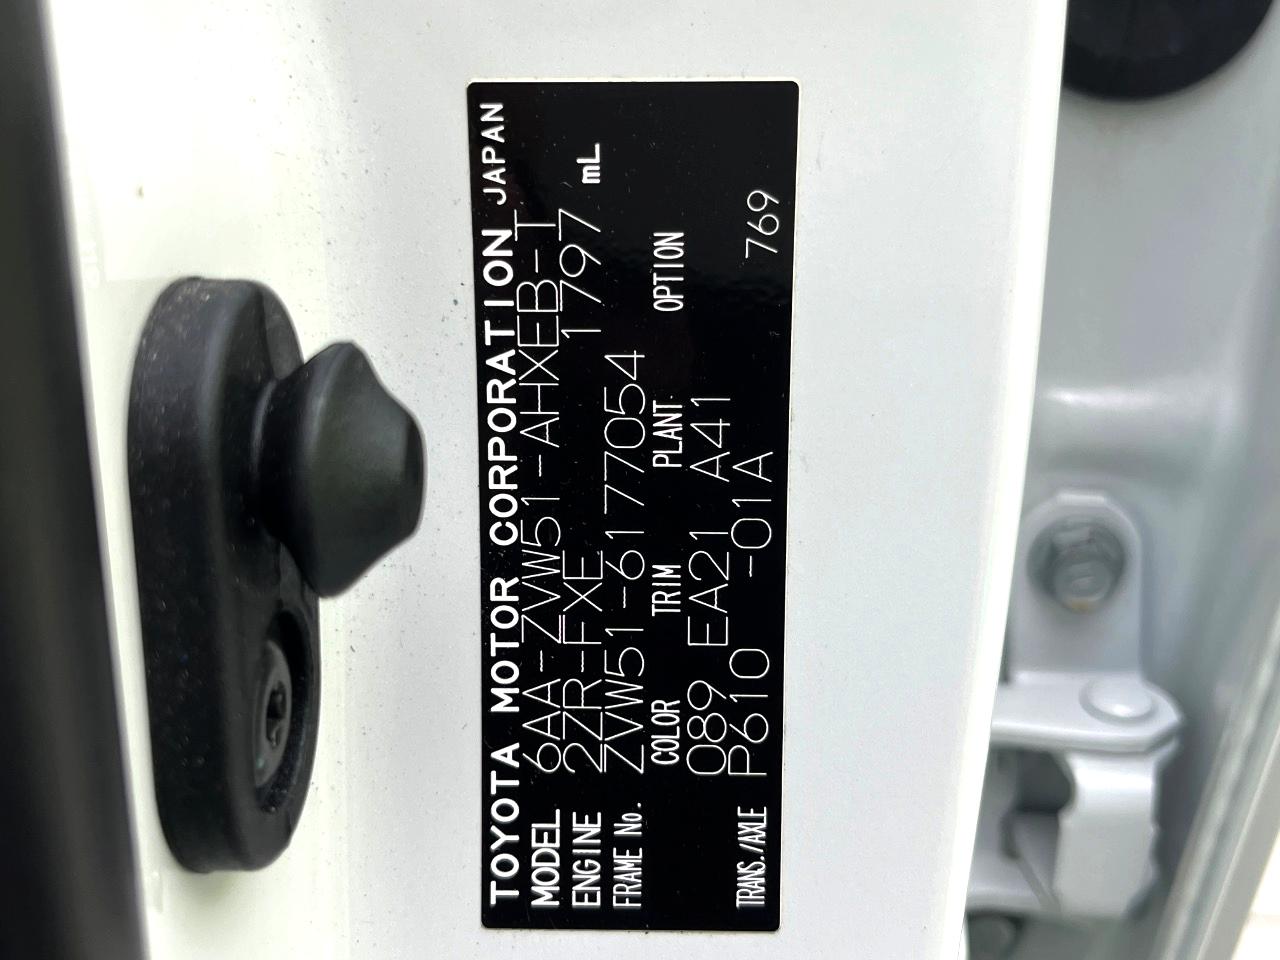 TOYOTA MOTOR CORPORATION JAPAN
MODEL 6AA-ZVW51-AHXEB-T
ENGINE 2ZR-FXE 1797 mL
FRAME No. ZVW51-6177054
COLOR TRIM PLANT OPTION
089 EA21 A41
TRANS./AXLE P610 -01A 769